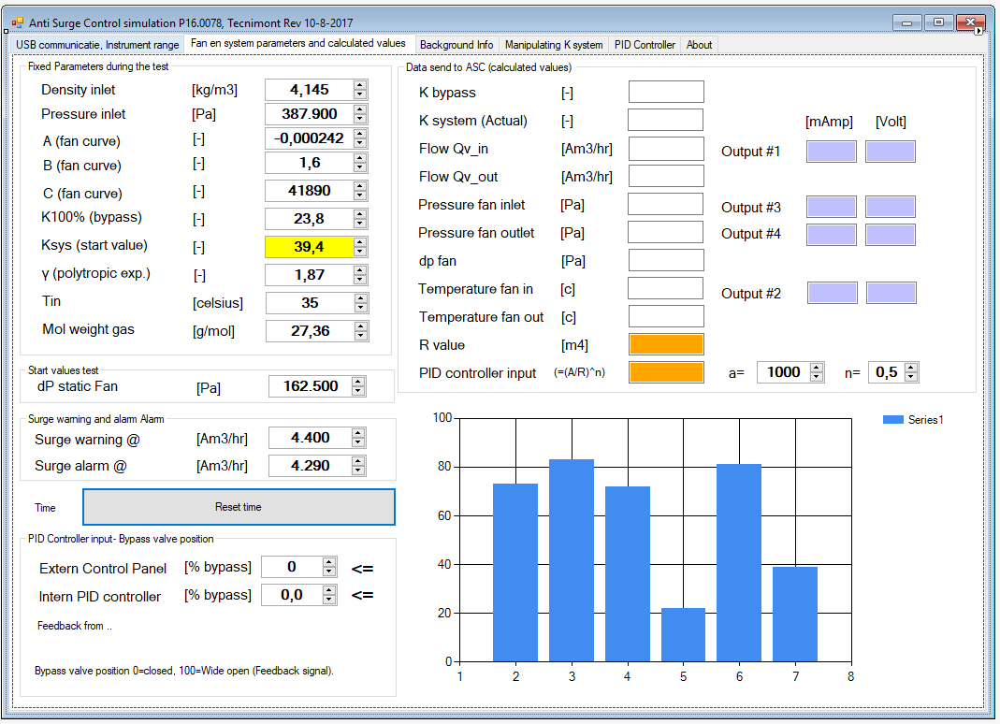 Anti Surge Control simulation P16.0078, Tecnimont Rev 10-8-2017
USB communicatie, Instrument range Fan en system parameters and calculated values Background Info Manipulating K system PID Controller About
Fixed Parameters during the test
Density inlet [kg/m3] 4,145
Pressure inlet [Pa] 387.900
A (fan curve) [-] -0,000242
B (fan curve) [-] 1,6
C (fan curve) [-] 41890
K100% (bypass) [-] 23,8
Ksys (start value) [-] 39,4
γ (polytropic exp.) [-] 1,87
Tin [celsius] 35
Mol weight gas [g/mol] 27,36
Start values test
dP static Fan [Pa] 162.500
Surge warning and alarm Alarm
Surge warning @ [Am3/hr] 4.400
Surge alarm @ [Am3/hr] 4.290
Time Reset time
PID Controller input- Bypass valve position
Extern Control Panel [% bypass] 0 <=
Intern PID controller [% bypass] 0,0 <=
Feedback from ..
Bypass valve position 0=closed, 100=Wide open (Feedback signal).
Data send to ASC (calculated values)
K bypass [-]
K system (Actual) [-] [mAmp] [Volt]
Flow Qv_in [Am3/hr] Output #1
Flow Qv_out [Am3/hr]
Pressure fan inlet [Pa] Output #3
Pressure fan outlet [Pa] Output #4
dp fan [Pa]
Temperature fan in [c] Output #2
Temperature fan out [c]
R value [m4]
PID controller input (=(A/R)^n) a= 1000 n= 0,5
100
80
60
40
20
0
1 2 3 4 5 6 7 8
Series1